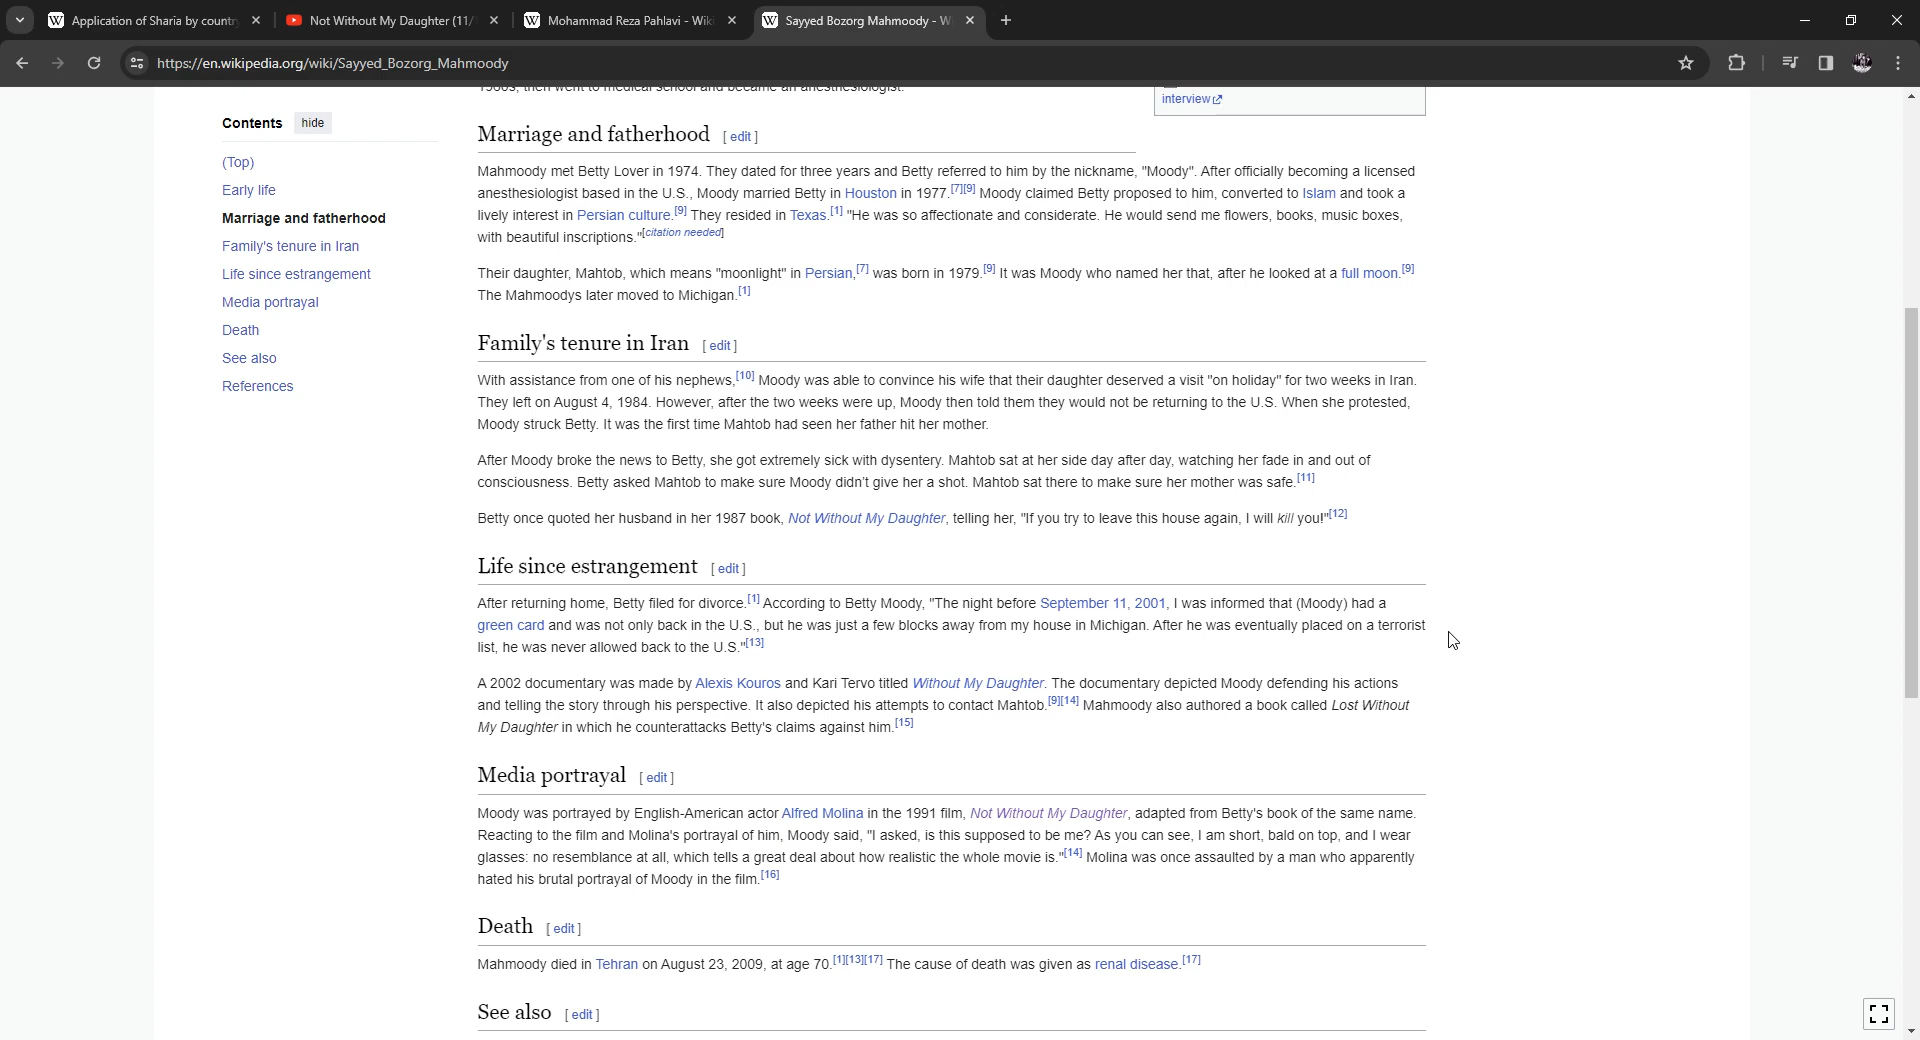 Application of Sharia by countr
Not Without My Daughter (11/
Mohammad Reza Pahlavi - Wiki
Sayyed Bozorg Mahmoody - W
https://en.wikipedia.org/wiki/Sayyed_Bozorg_Mahmoody
1960s, then went to medical school and became an anesthesiologist.
interview
Contents hide
(Top)
Early life
Marriage and fatherhood
Family's tenure in Iran
Life since estrangement
Media portrayal
Death
See also
References
Marriage and fatherhood [ edit ]
Mahmoody met Betty Lover in 1974. They dated for three years and Betty referred to him by the nickname, "Moody". After officially becoming a licensed
anesthesiologist based in the U.S., Moody married Betty in Houston in 1977.[7][9] Moody claimed Betty proposed to him, converted to Islam and took a
lively interest in Persian culture.[9] They resided in Texas.[1] "He was so affectionate and considerate. He would send me flowers, books, music boxes,
with beautiful inscriptions."[citation needed]
Their daughter, Mahtob, which means "moonlight" in Persian,[7] was born in 1979.[9] It was Moody who named her that, after he looked at a full moon.[9]
The Mahmoodys later moved to Michigan.[1]
Family's tenure in Iran [ edit ]
With assistance from one of his nephews,[10] Moody was able to convince his wife that their daughter deserved a visit "on holiday" for two weeks in Iran.
They left on August 4, 1984. However, after the two weeks were up, Moody then told them they would not be returning to the U.S. When she protested,
Moody struck Betty. It was the first time Mahtob had seen her father hit her mother.
After Moody broke the news to Betty, she got extremely sick with dysentery. Mahtob sat at her side day after day, watching her fade in and out of
consciousness. Betty asked Mahtob to make sure Moody didn't give her a shot. Mahtob sat there to make sure her mother was safe.[11]
Betty once quoted her husband in her 1987 book, Not Without My Daughter, telling her, "If you try to leave this house again, I will kill you!"[12]
Life since estrangement [ edit ]
After returning home, Betty filed for divorce.[1] According to Betty Moody, "The night before September 11, 2001, I was informed that (Moody) had a
green card and was not only back in the U.S., but he was just a few blocks away from my house in Michigan. After he was eventually placed on a terrorist
list, he was never allowed back to the U.S."[13]
A 2002 documentary was made by Alexis Kouros and Kari Tervo titled Without My Daughter. The documentary depicted Moody defending his actions
and telling the story through his perspective. It also depicted his attempts to contact Mahtob.[9][14] Mahmoody also authored a book called Lost Without
My Daughter in which he counterattacks Betty's claims against him.[15]
Media portrayal [ edit ]
Moody was portrayed by English-American actor Alfred Molina in the 1991 film, Not Without My Daughter, adapted from Betty's book of the same name.
Reacting to the film and Molina's portrayal of him, Moody said, "I asked, is this supposed to be me? As you can see, I am short, bald on top, and I wear
glasses: no resemblance at all, which tells a great deal about how realistic the whole movie is."[14] Molina was once assaulted by a man who apparently
hated his brutal portrayal of Moody in the film.[16]
Death [ edit ]
Mahmoody died in Tehran on August 23, 2009, at age 70.[1][13][17] The cause of death was given as renal disease.[17]
See also [ edit ]